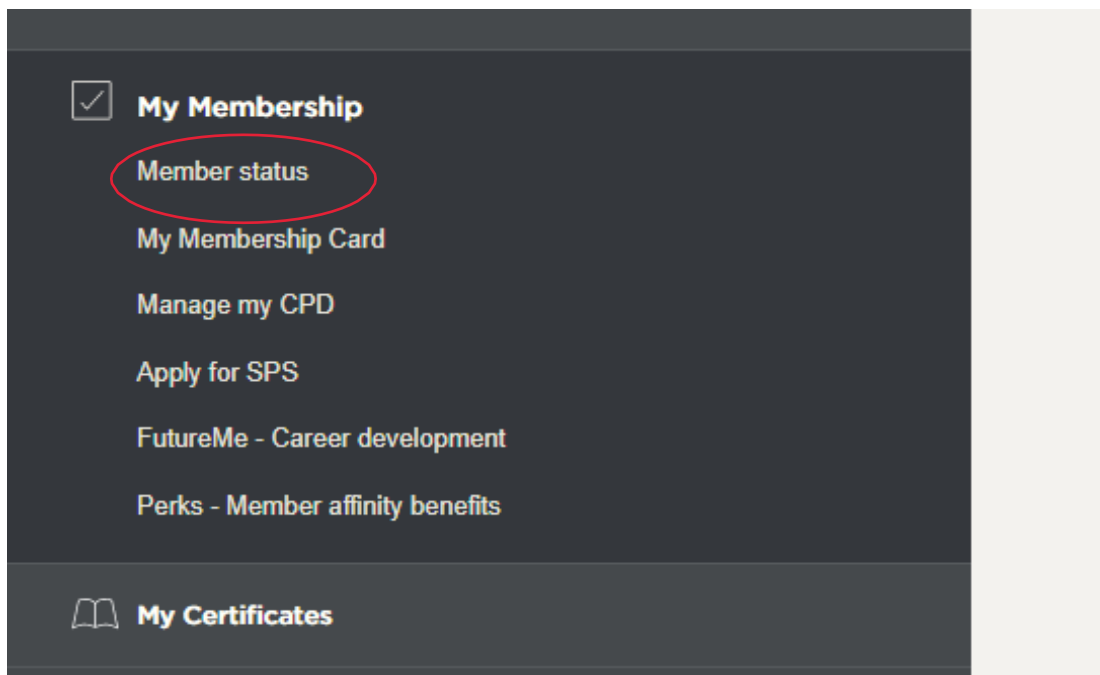 My Membership
Member status
My Membership Card
Manage my CPD
Apply for SPS
FutureMe - Career development
Perks - Member affinity benefits
My Certificates